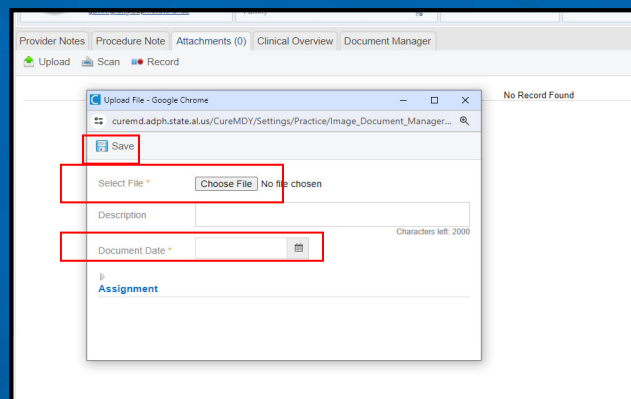 Provider Notes Procedure Note Attachments (0) Clinical Overview Document Manager
Upload Scan Record
No Record Found
Upload File - Google Chrome
curemd.adph.state.al.us/CureMDY/Settings/Practice/Image_Document_Manager...
Save
Select File *
Choose File No file chosen
Description
Characters left: 2000
Document Date *
Assignment